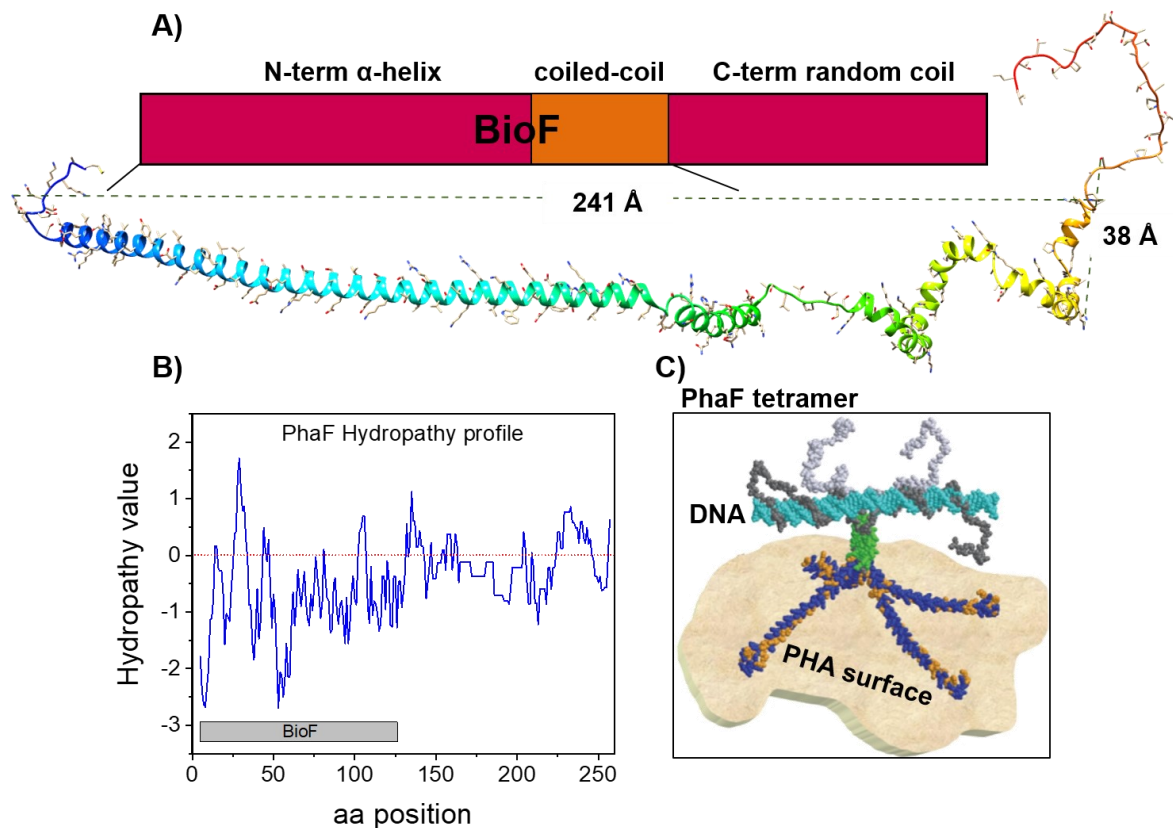 A)
N-term α-helix
coiled-coil
C-term random coil
BioF
241 Å
38 Å
B)
PhaF Hydropathy profile
Hydropathy value
2
1
0
-1
-2
-3
BioF
0
50
100
150
200
250
aa position
C)
PhaF tetramer
DNA
PHA surface